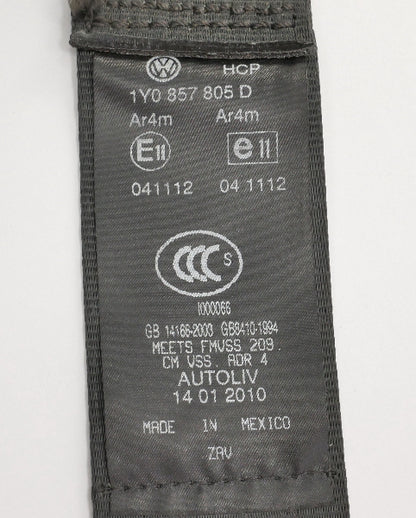 VW HCP
1Y0 857 805 D
Ar4m Ar4m
E11 e11
041112 04 1112
CCC S
I000066
GB 14166-2003 GB8410-1994
MEETS FMVSS 209.
CM VSS. ADR 4
AUTOLIV
14 01 2010
MADE IN MEXICO
ZAV